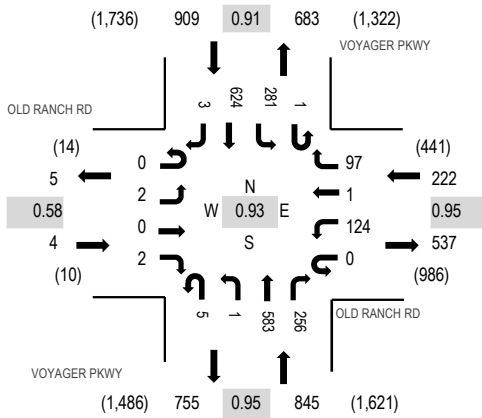 (1,736) 909 0.91 683 (1,322)
VOYAGER PKWY
OLD RANCH RD
3 624 281 1
(14) (441)
0 97
5 222
2 N 1
0.58 W 0.93 E 0.95
0 124
4 S 537
2 0
(10) (986)
5 1 583 256
OLD RANCH RD
VOYAGER PKWY
(1,486) 755 0.95 845 (1,621)